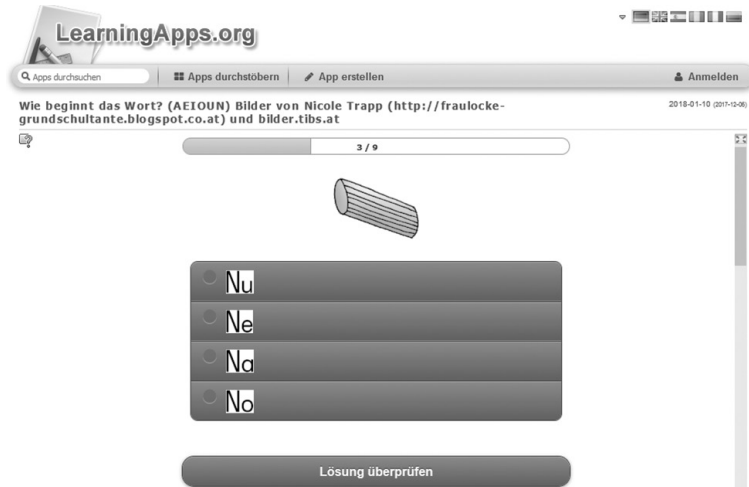 LearningApps.org
Apps durchsuchen
Apps durchstöbern
App erstellen
Anmelden
Wie beginnt das Wort? (AEIOUN) Bilder von Nicole Trapp (http://fraulocke-
grundschultante.blogspot.co.at) und bilder.tibs.at
2018-01-10 (2017-12-06)
3 / 9
Nu
Ne
Na
No
Lösung überprüfen